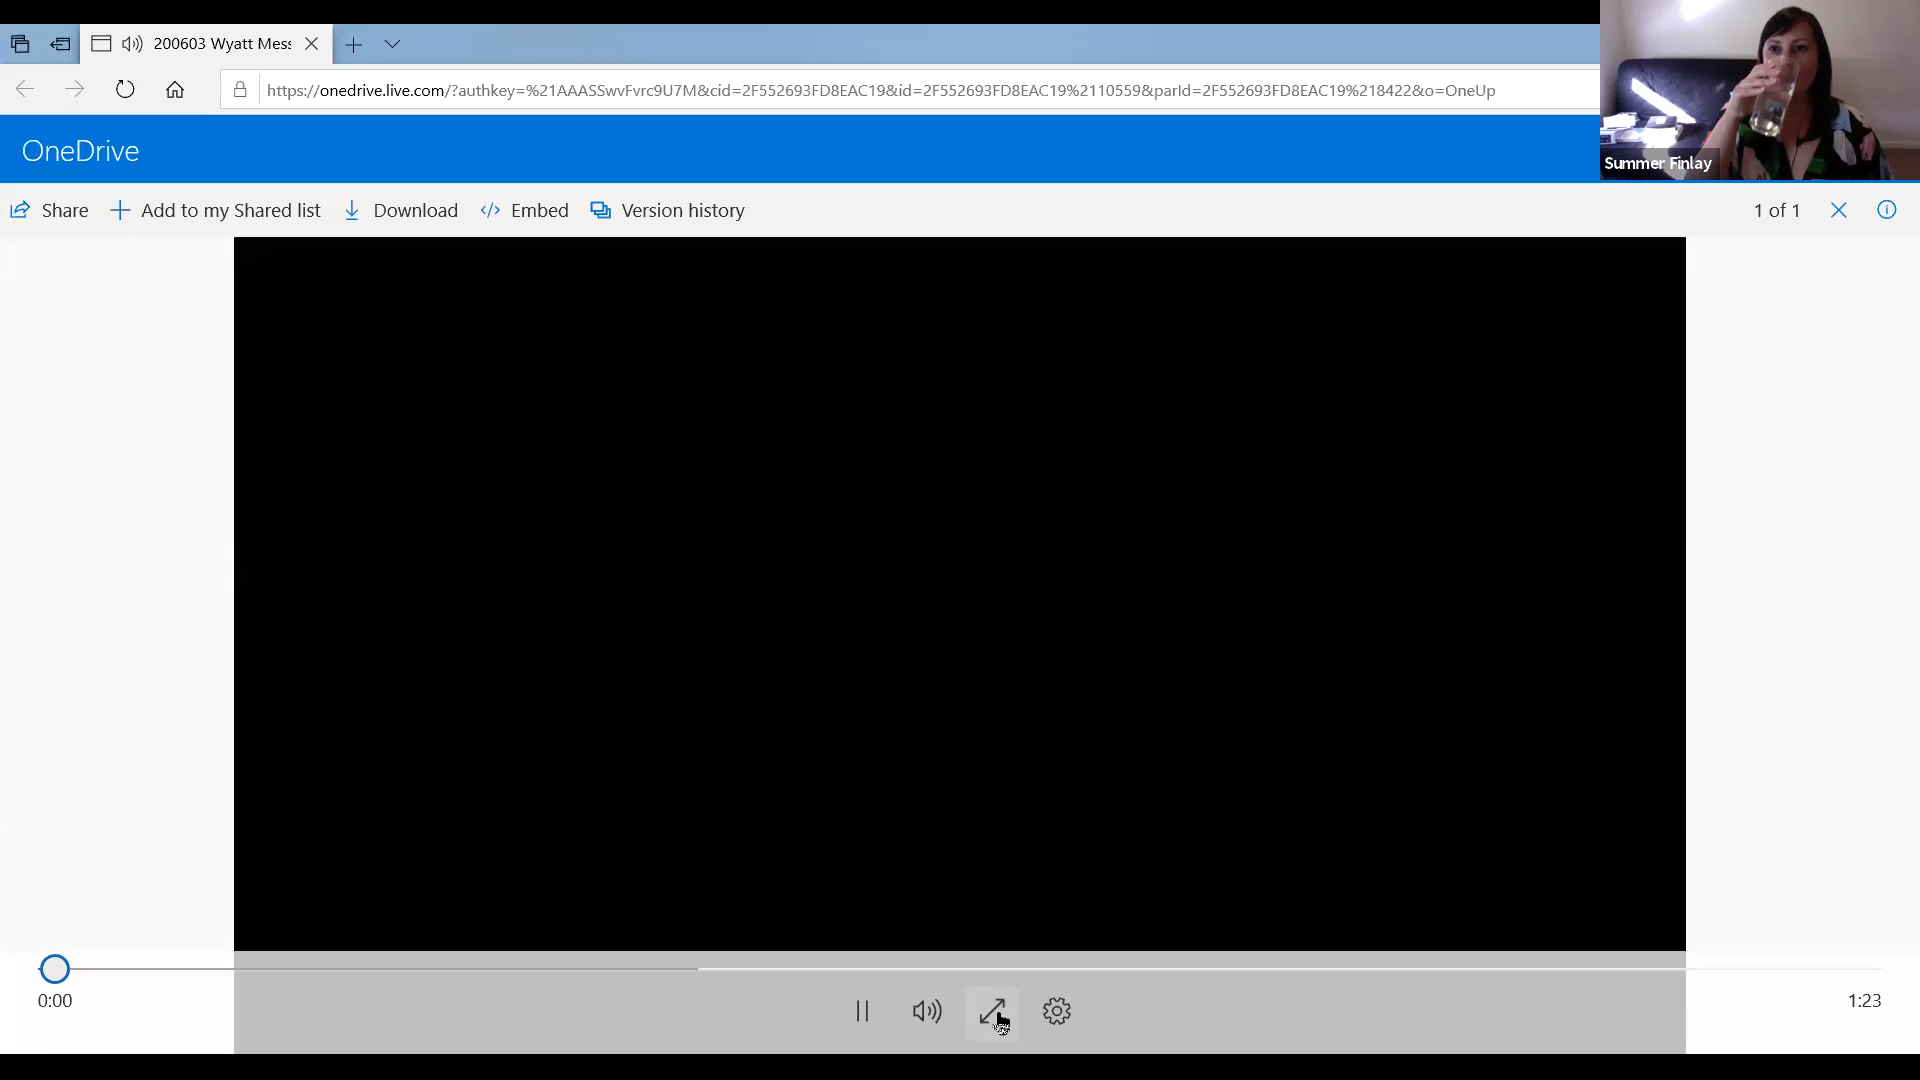 200603 Wyatt Mess
https://onedrive.live.com/?authkey=%21AAASSwvFvrc9U7M&cid=2F552693FD8EAC19&id=2F552693FD8EAC19%2110559&parId=2F552693FD8EAC19%218422&o=OneUp
OneDrive
Summer Finlay
Share
Add to my Shared list
Download
Embed
Version history
1 of 1
0:00
1:23